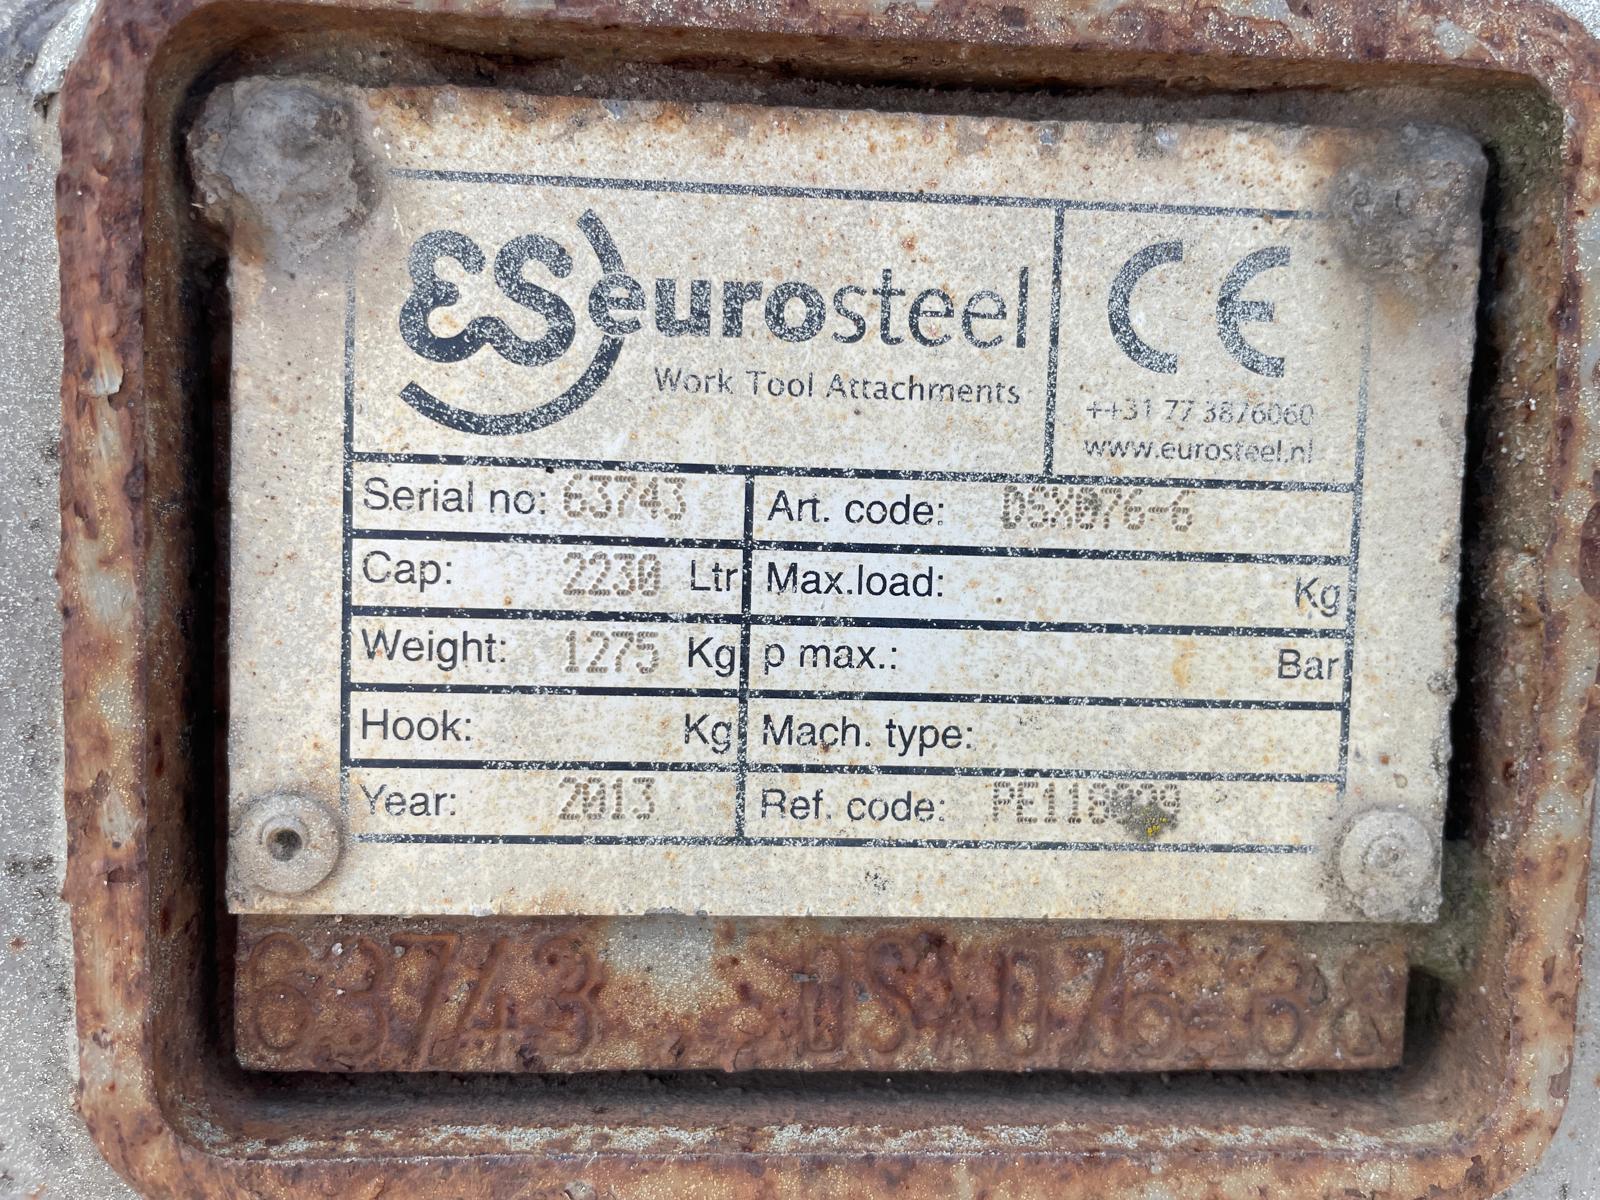 ES eurosteel
Work Tool Attachments
CE
++31 77 3876060
www.eurosteel.nl
Serial no: 63743 Art. code: DSX076-6
Cap: 2230 Ltr Max.load: Kg
Weight: 1275 Kg p max.: Bar
Hook: Kg Mach. type:
Year: 2013 Ref. code:
63743 DSX076-6